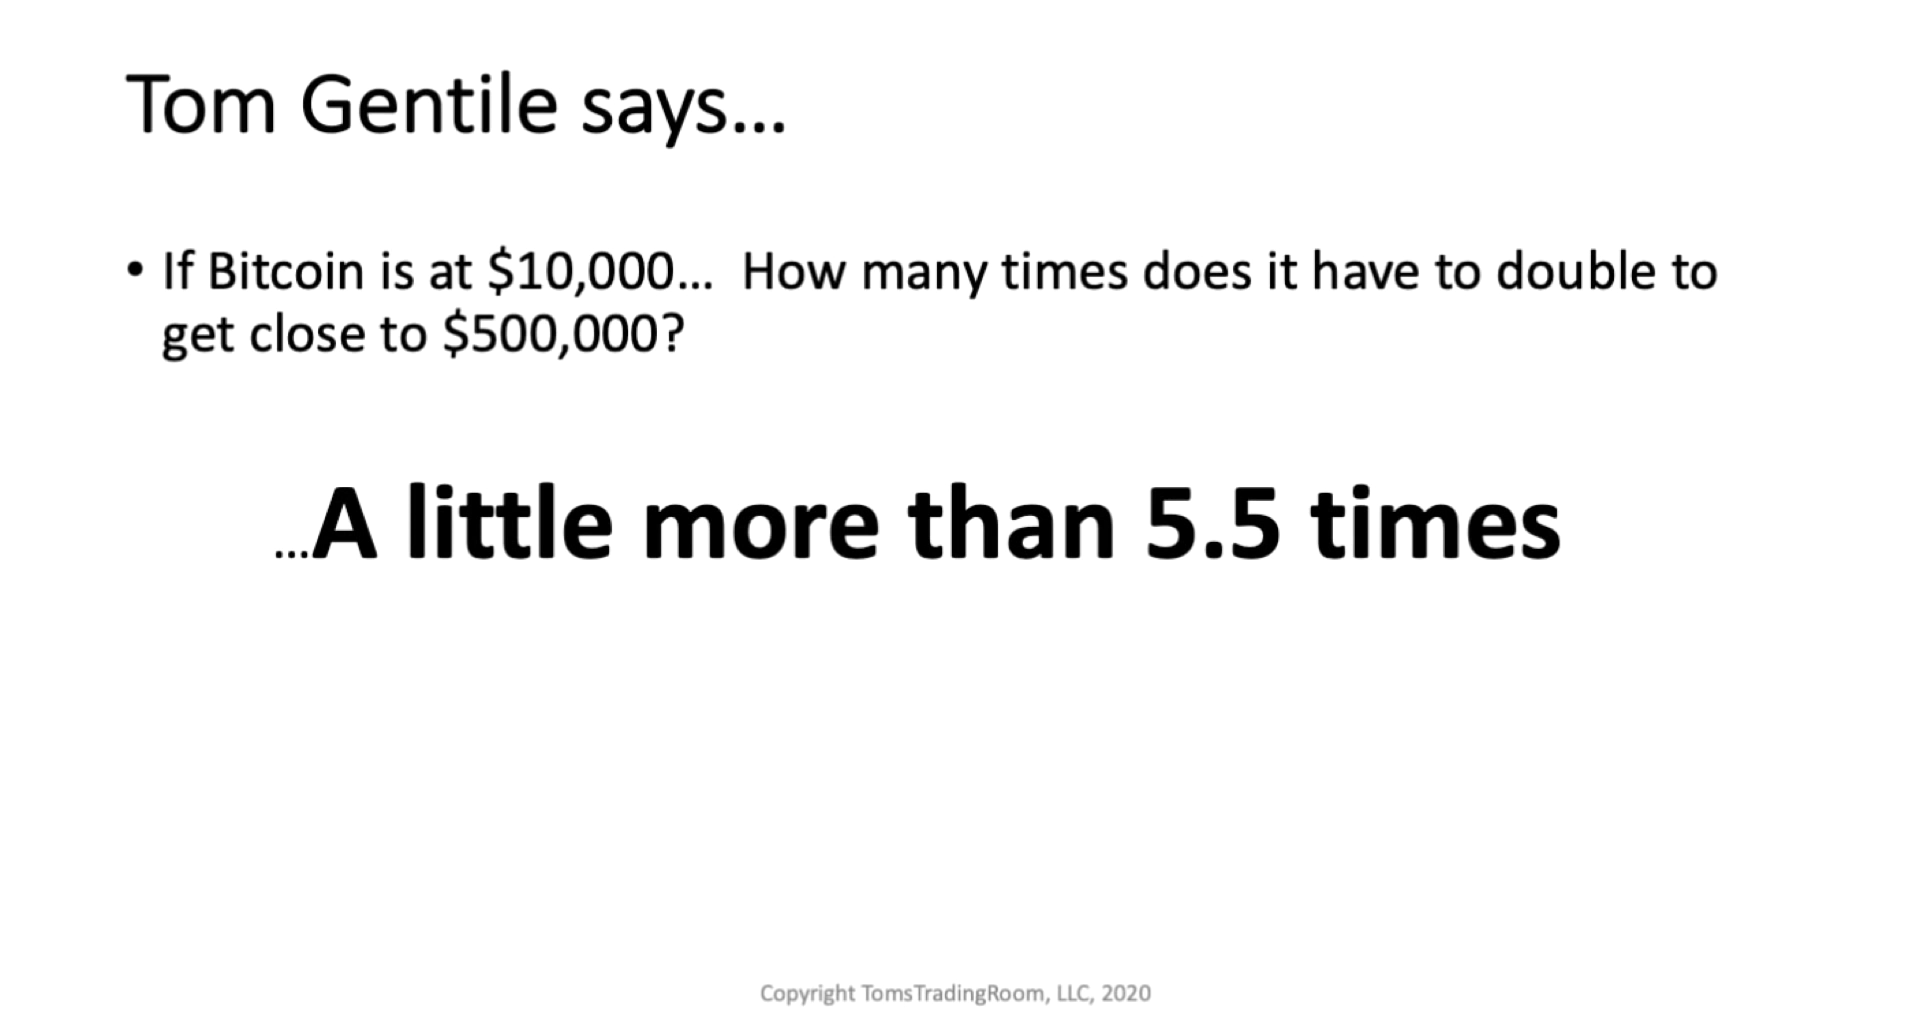 Tom Gentile says...
• If Bitcoin is at $10,000... How many times does it have to double to
get close to $500,000?
...A little more than 5.5 times
Copyright TomsTradingRoom, LLC, 2020